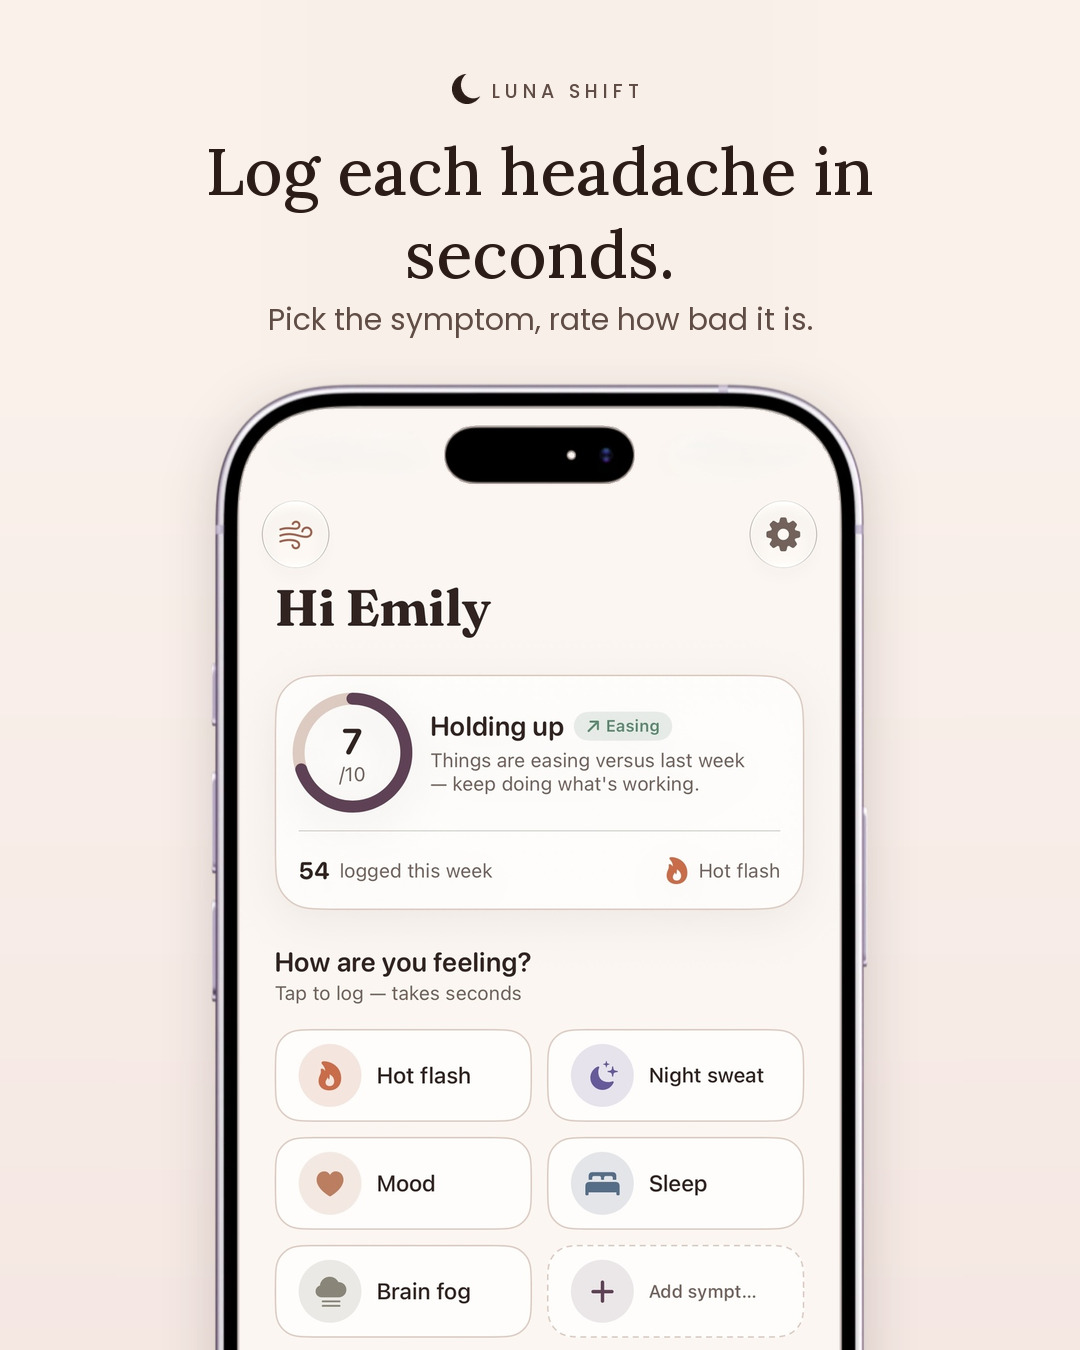 LUNA SHIFT
Log each headache in
seconds.
Pick the symptom, rate how bad it is.
Hi Emily
7
/10
Holding up
Easing
Things are easing versus last week
— keep doing what's working.
54 logged this week
Hot flash
How are you feeling?
Tap to log — takes seconds
Hot flash
Night sweat
Mood
Sleep
Brain fog
Add sympt...